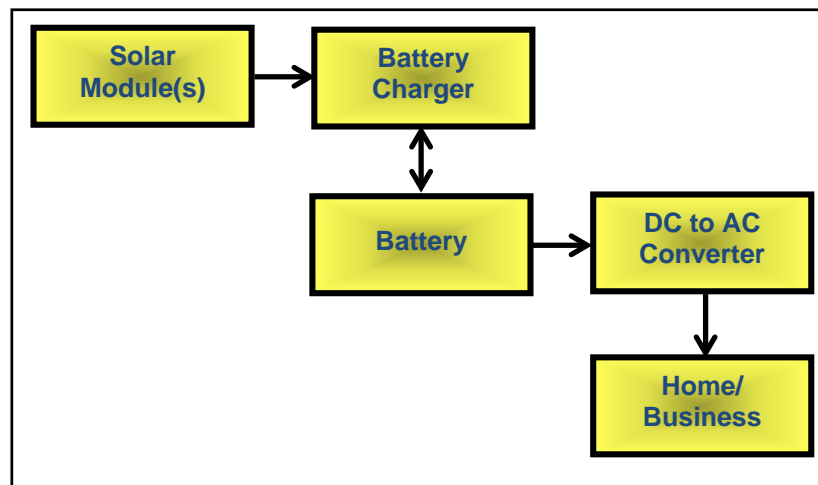 Solar
Module(s)
Battery
Charger
Battery
DC to AC
Converter
Home/
Business